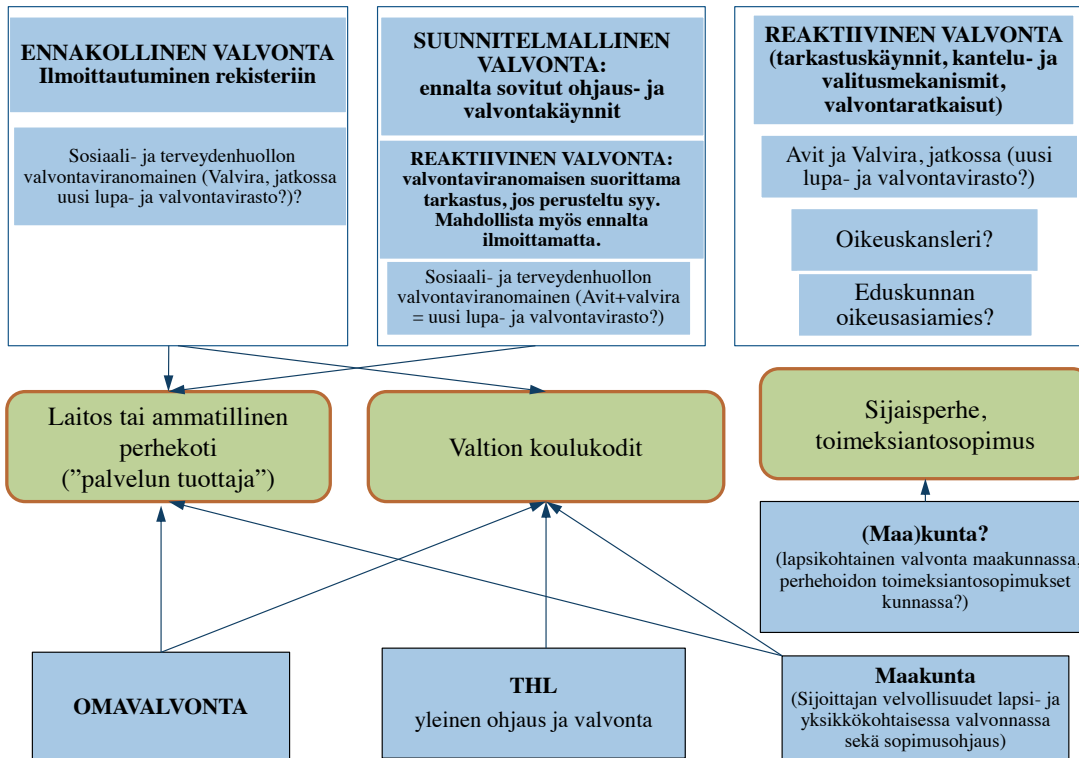 ENNAKOLLINEN VALVONTA
Ilmoittautuminen rekisteriin
Sosiaali- ja terveydenhuollon
valvontaviranomainen (Valvira, jatkossa
uusi lupa- ja valvontavirasto?)?
SUUNNITELMALLINEN
VALVONTA:
ennalta sovitut ohjaus- ja
valvontakäynnit
REAKTIIVINEN VALVONTA:
valvontaviranomaisen suorittama
tarkastus, jos perusteltu syy.
Mahdollista myös ennalta
ilmoittamatta.
Sosiaali- ja terveydenhuollon
valvontaviranomainen (Avit+valvira
= uusi lupa- ja valvontavirasto?)
REAKTIIVINEN VALVONTA
(tarkastuskäynnit, kantelu- ja
valitusmekanismit,
valvontaratkaisut)
Avit ja Valvira, jatkossa (uusi
lupa- ja valvontavirasto?)
Oikeuskansleri?
Eduskunnan
oikeusasiamies?
Laitos tai ammatillinen
perhekoti
(”palvelun tuottaja”)
Valtion koulukodit
Sijaisperhe,
toimeksiantosopimus
(Maa)kunta?
(lapsikohtainen valvonta maakunnassa,
perhehoidon toimeksiantosopimukset
kunnassa?)
OMAVALVONTA
THL
yleinen ohjaus ja valvonta
Maakunta
(Sijoittajan velvollisuudet lapsi- ja
yksikkökohtaisessa valvonnassa
sekä sopimusohjaus)